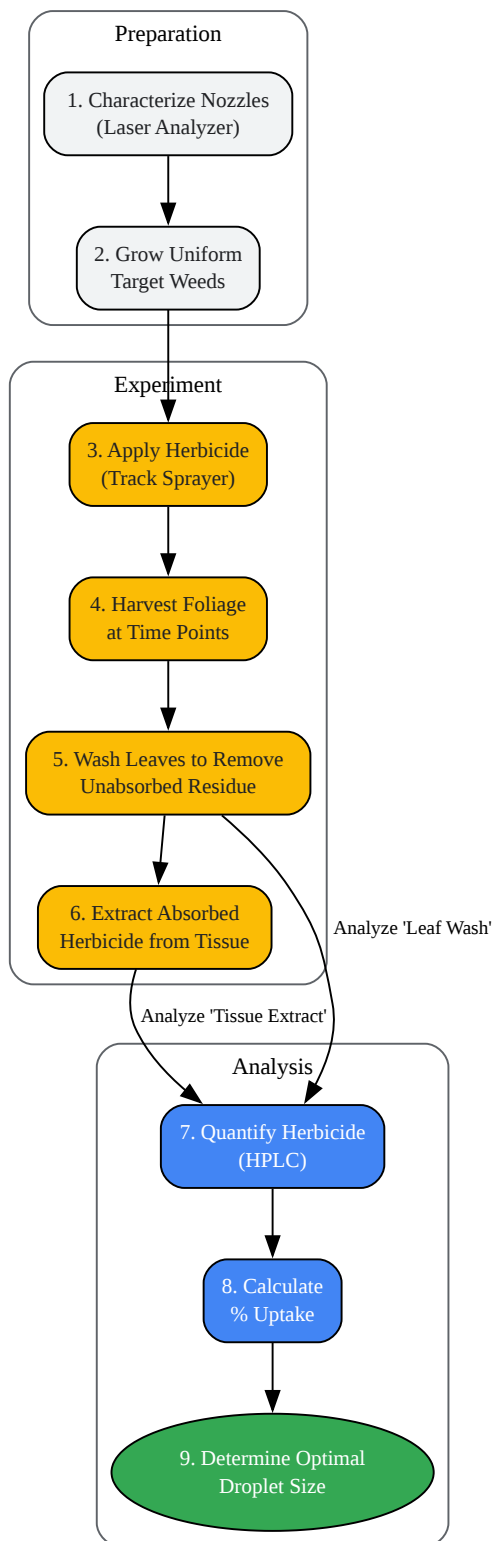 Preparation
1. Characterize Nozzles
(Laser Analyzer)
2. Grow Uniform
Target Weeds
Experiment
3. Apply Herbicide
(Track Sprayer)
4. Harvest Foliage
at Time Points
5. Wash Leaves to Remove
Unabsorbed Residue
6. Extract Absorbed
Herbicide from Tissue
Analyze 'Leaf Wash'
Analyze 'Tissue Extract'
Analysis
7. Quantify Herbicide
(HPLC)
8. Calculate
% Uptake
9. Determine Optimal
Droplet Size